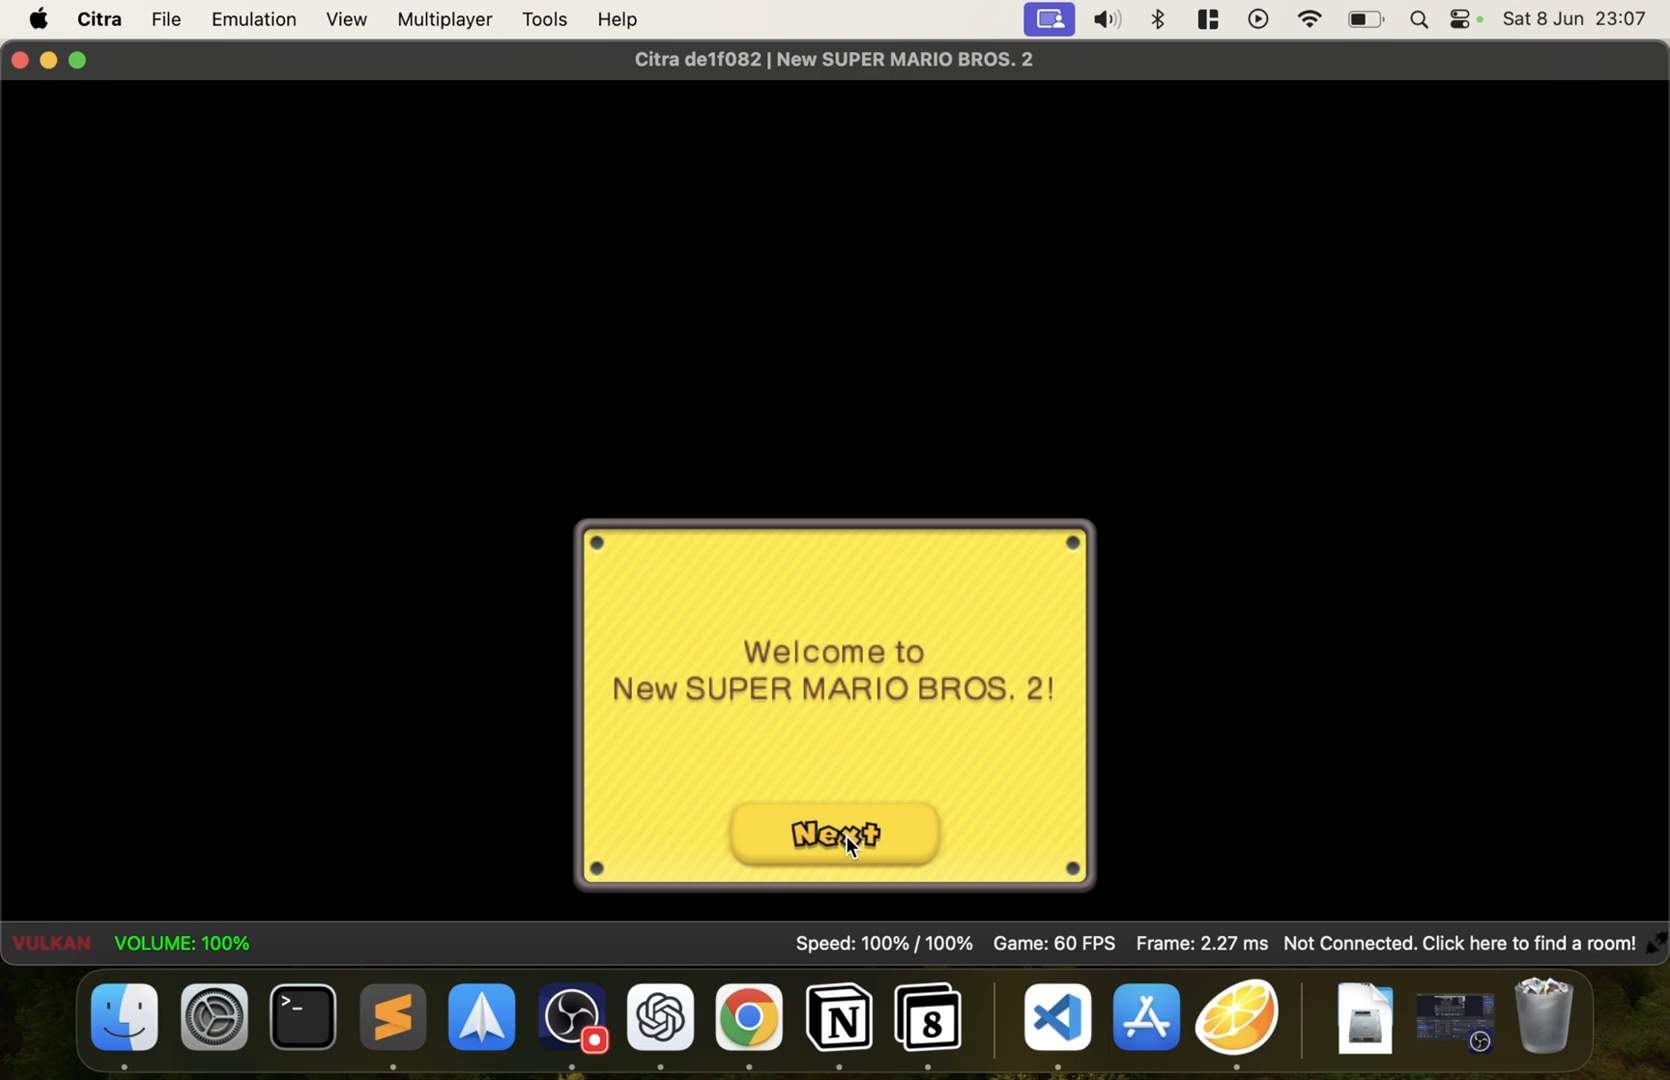 Citra File Emulation View Multiplayer Tools Help Sat 8 Jun 23:07
Citra de1f082 | New SUPER MARIO BROS. 2
Welcome to
New SUPER MARIO BROS. 2!
Next
VULKAN VOLUME: 100% Speed: 100% / 100% Game: 60 FPS Frame: 2.27 ms Not Connected. Click here to find a room!
>_
N
8